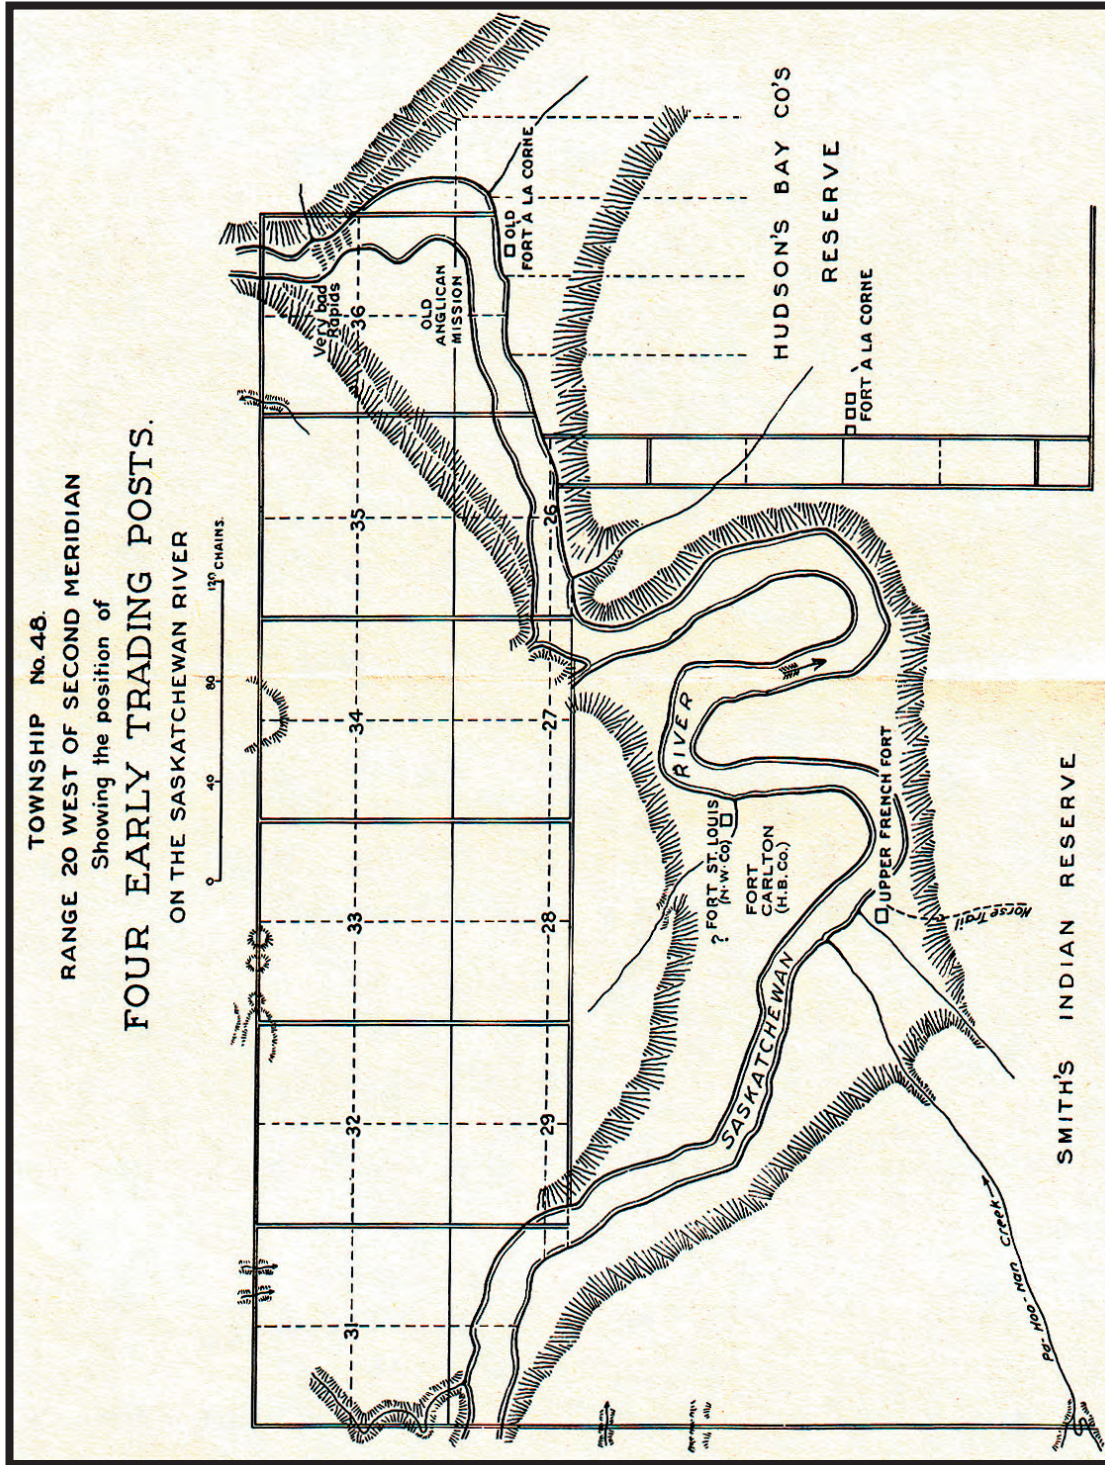 TOWNSHIP No. 48.
RANGE 20 WEST OF SECOND MERIDIAN
Showing the position of
FOUR EARLY TRADING POSTS.
ON THE SASKATCHEWAN RIVER
0 40 80 120 CHAINS.
31
32
33
34
35
36
Very bad
Rapids
OLD
ANGLICAN
MISSION
OLD
FORT À LA CORNE
29
28
27
26
HUDSON'S BAY CO'S
RESERVE
FORT À LA CORNE
RIVER
? FORT ST. LOUIS
(N.W.CO)
FORT
CARLTON
(H.B.Co.)
SASKATCHEWAN
UPPER FRENCH FORT
Horse Trail
Pa-Hoo-Nan Creek
SMITH'S INDIAN RESERVE